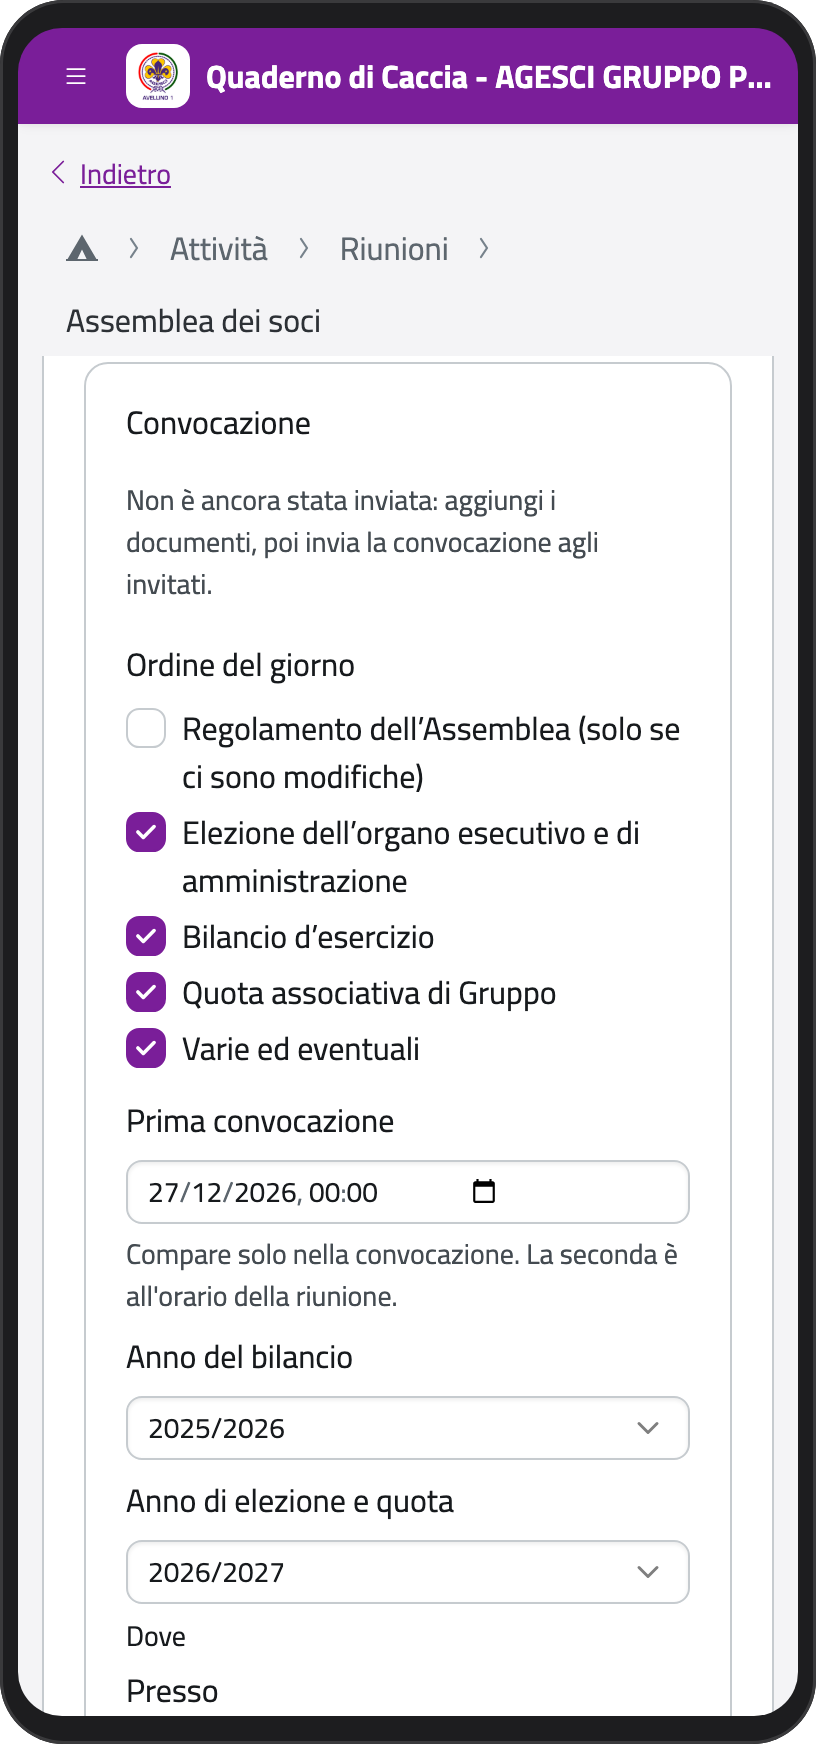 AVELLINO 1
Quaderno di Caccia - AGESCI GRUPPO P...
Indietro
Attività
Riunioni
Assemblea dei soci
Convocazione
Non è ancora stata inviata: aggiungi i
documenti, poi invia la convocazione agli
invitati.
Ordine del giorno
Regolamento dell’Assemblea (solo se
ci sono modifiche)
Elezione dell’organo esecutivo e di
amministrazione
Bilancio d’esercizio
Quota associativa di Gruppo
Varie ed eventuali
Prima convocazione
27/12/2026, 00:00
Compare solo nella convocazione. La seconda è
all'orario della riunione.
Anno del bilancio
2025/2026
Anno di elezione e quota
2026/2027
Dove
Presso